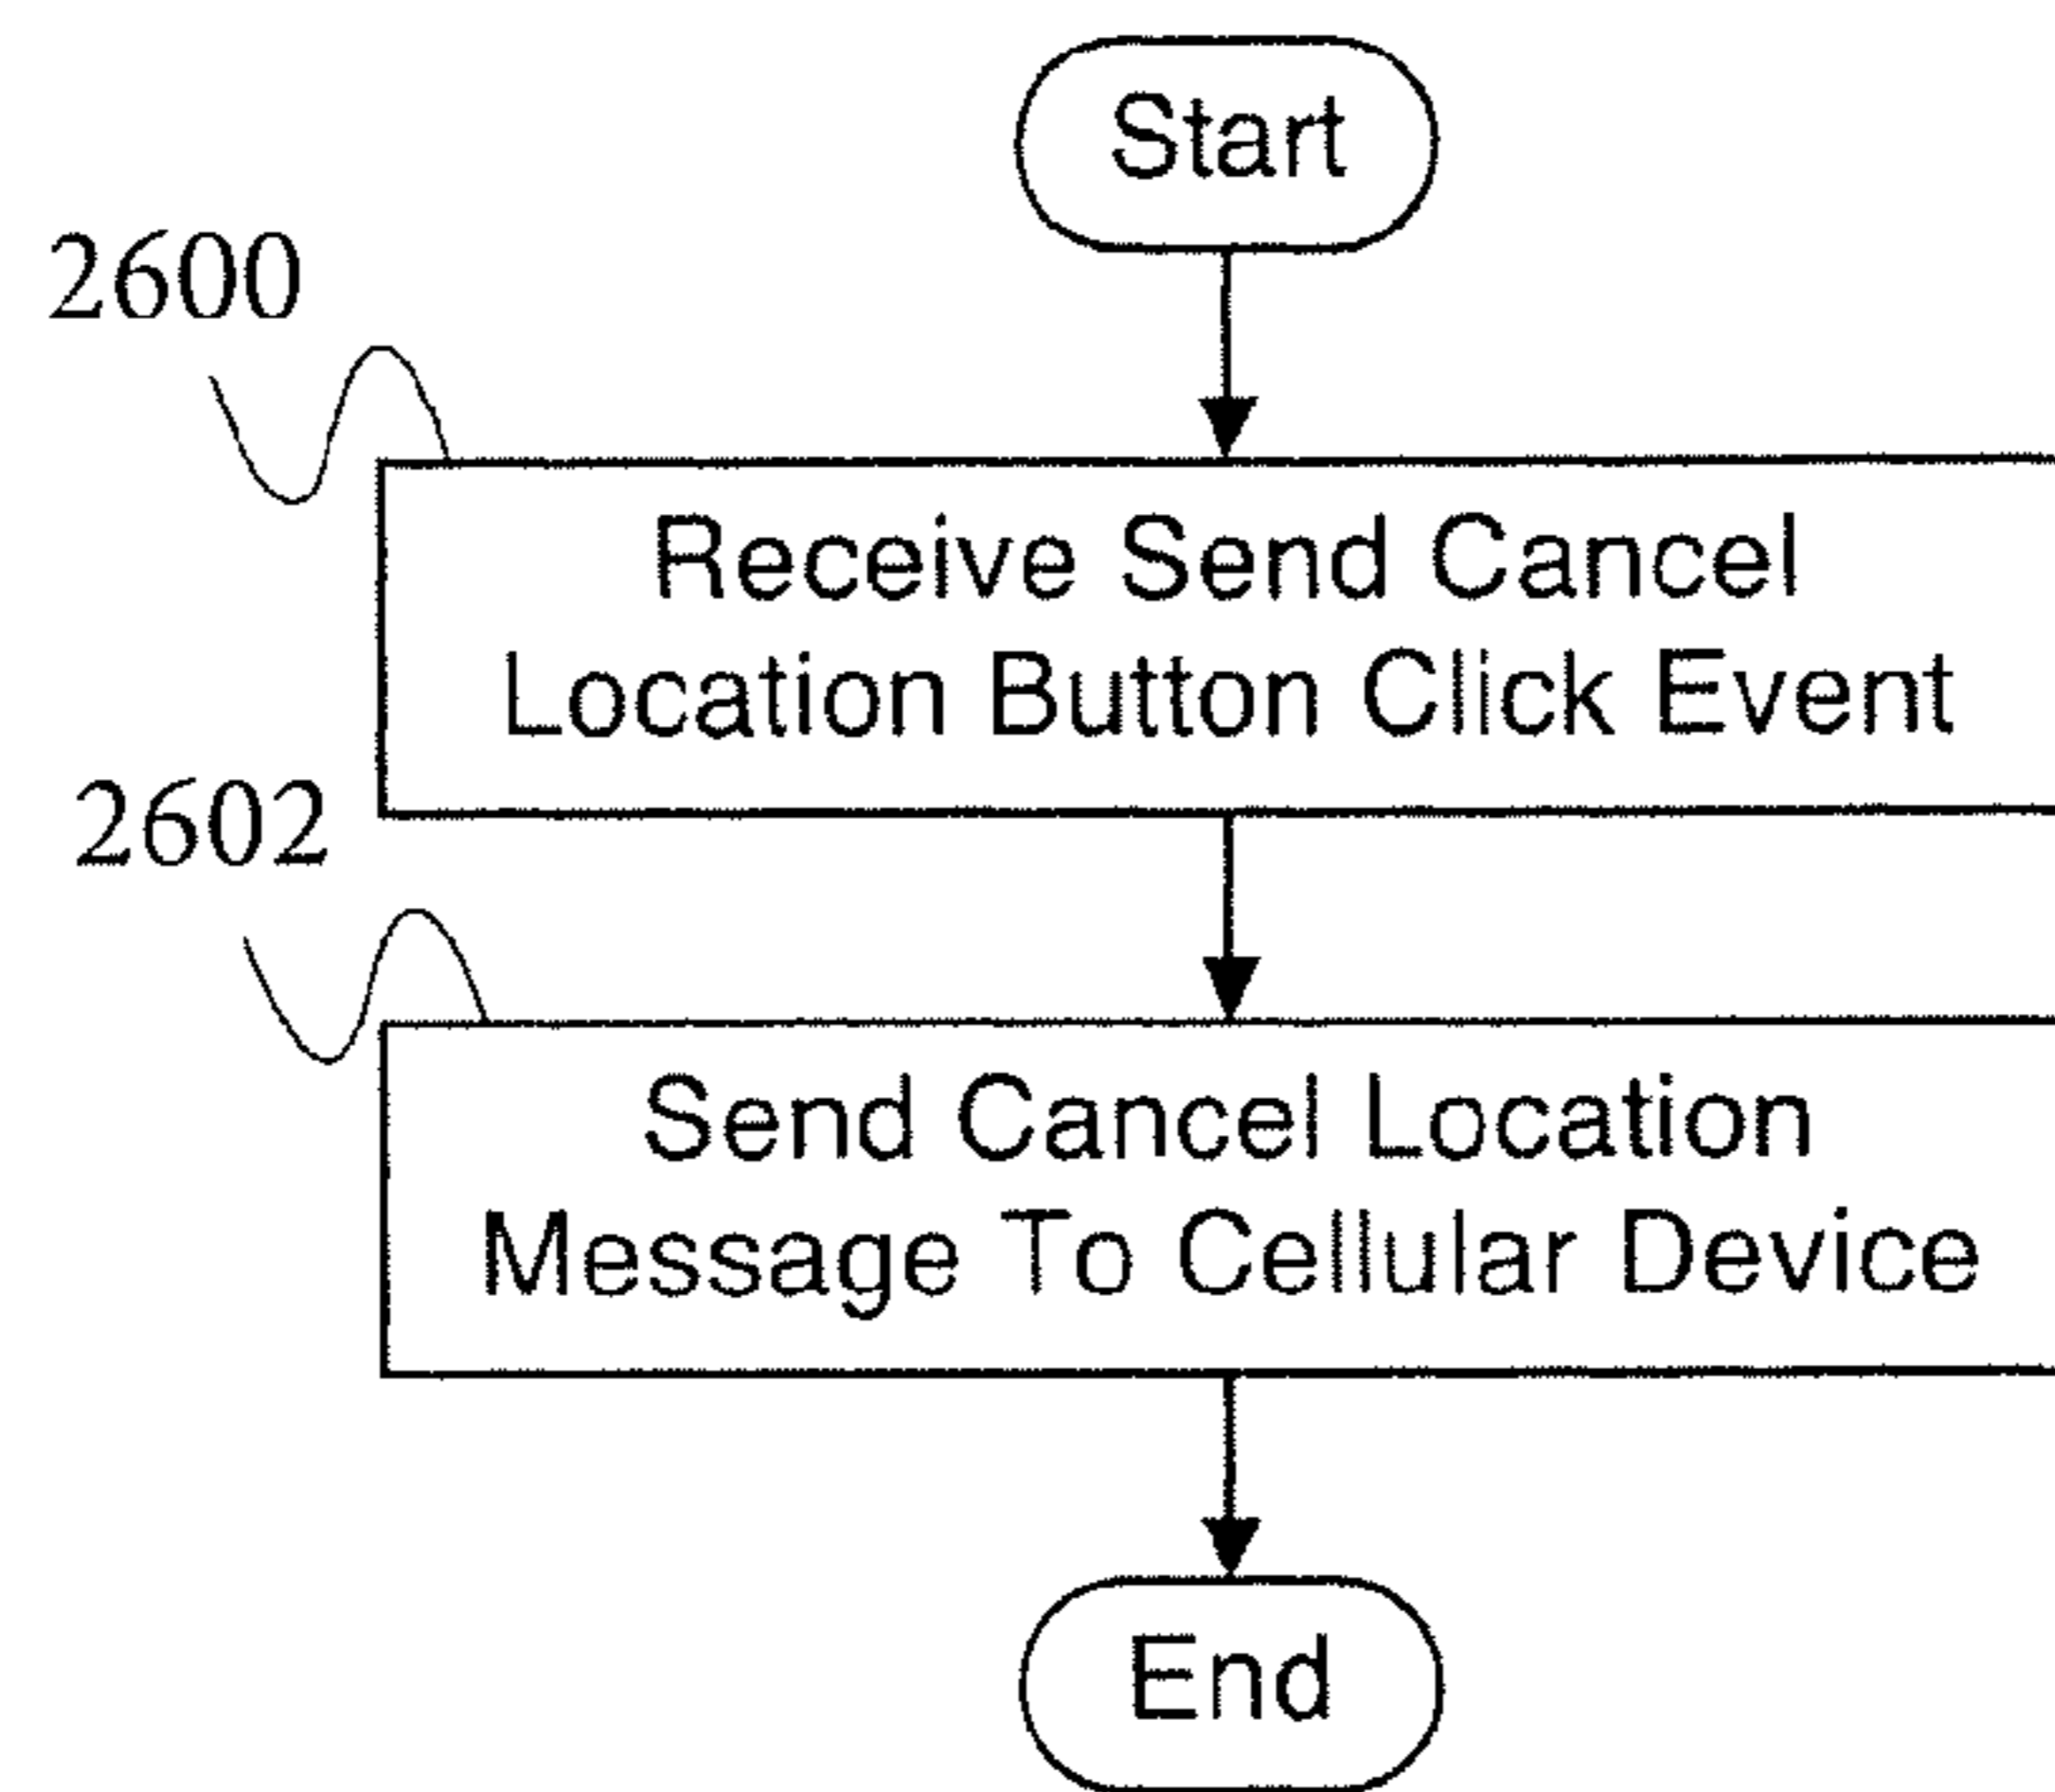 Start
2600
Receive Send Cancel
Location Button Click Event
2602
Send Cancel Location
Message To Cellular Device
End